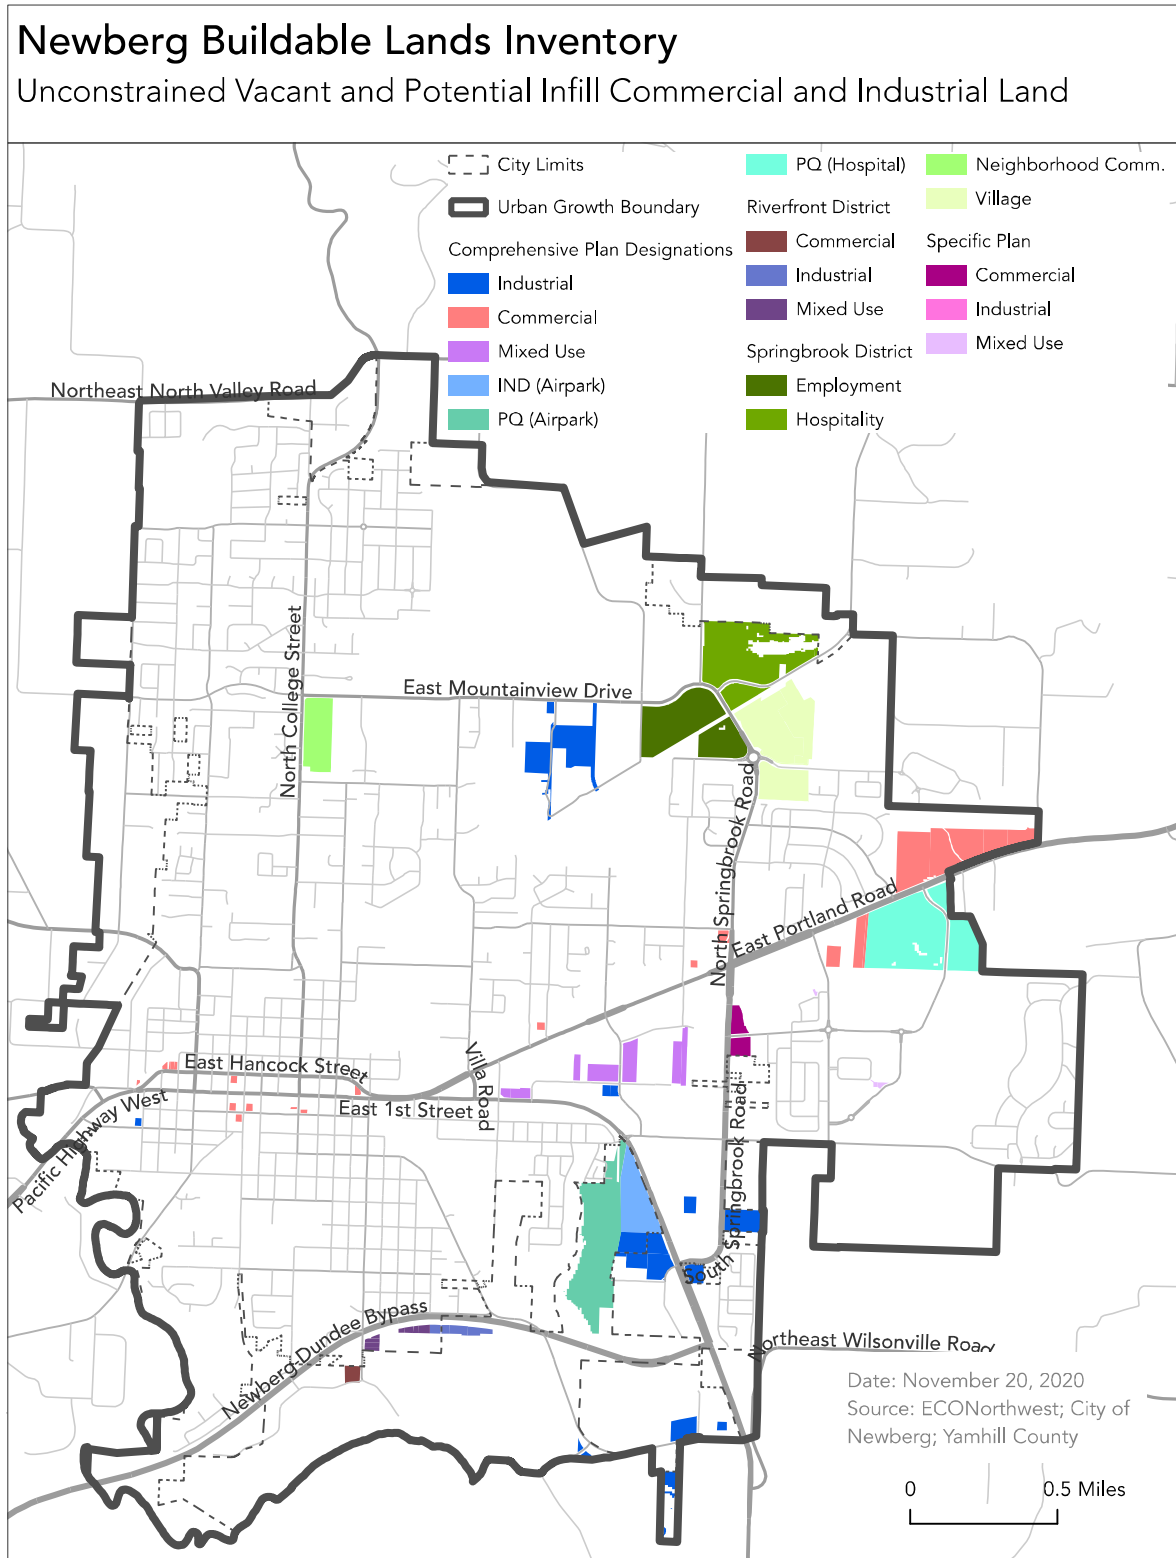 Newberg Buildable Lands Inventory
Unconstrained Vacant and Potential Infill Commercial and Industrial Land
City Limits
Urban Growth Boundary
Comprehensive Plan Designations
Industrial
Commercial
Mixed Use
IND (Airpark)
PQ (Airpark)
PQ (Hospital)
Riverfront District
Commercial
Industrial
Mixed Use
Springbrook District
Employment
Hospitality
Neighborhood Comm.
Village
Specific Plan
Commercial
Industrial
Mixed Use
Northeast North Valley Road
North College Street
East Mountainview Drive
North Springbrook Road
East Portland Road
East Hancock Street
Villa Road
East 1st Street
Pacific Highway West
South Springbrook Road
Newberg-Dundee Bypass
Northeast Wilsonville Road
Date: November 20, 2020
Source: ECONorthwest; City of
Newberg; Yamhill County
0 0.5 Miles